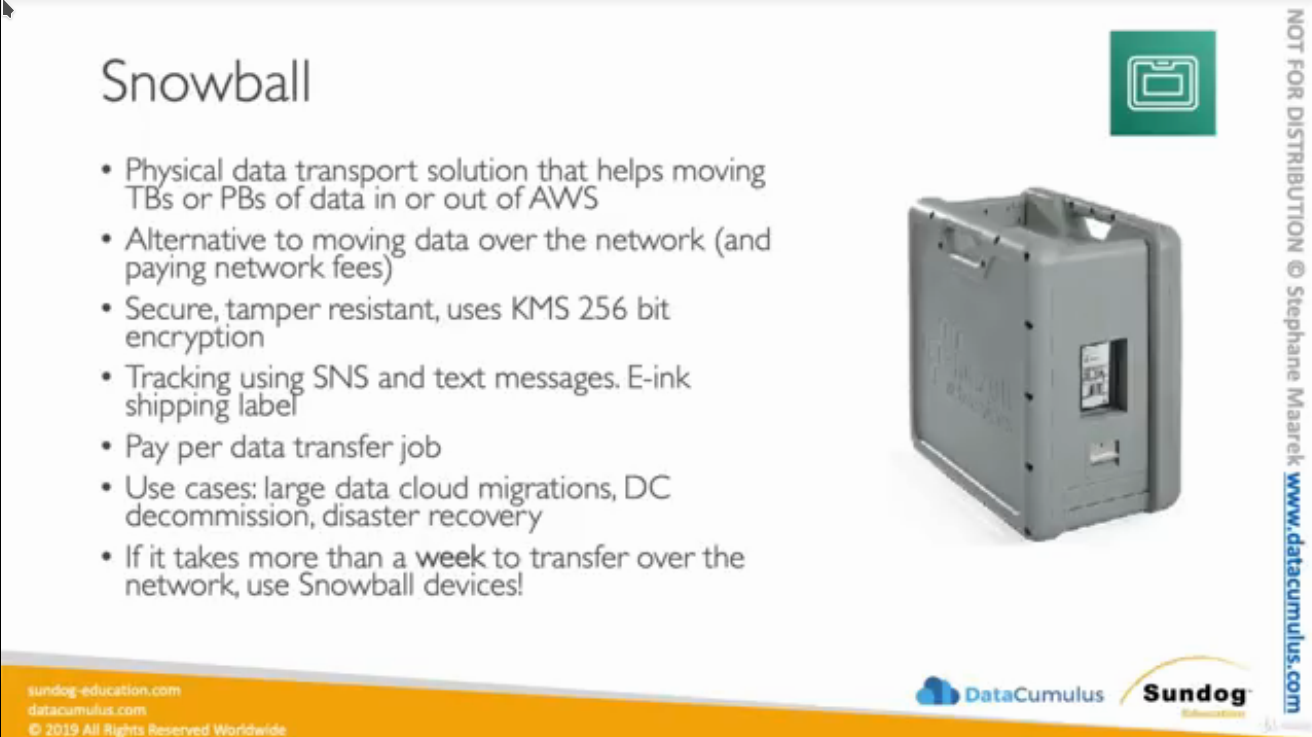 Snowball
• Physical data transport solution that helps moving
TBs or PBs of data in or out of AWS
• Alternative to moving data over the network (and
paying network fees)
• Secure, tamper resistant, uses KMS 256 bit
encryption
• Tracking using SNS and text messages. E-ink
shipping label
• Pay per data transfer job
• Use cases: large data cloud migrations, DC
decommission, disaster recovery
• If it takes more than a week to transfer over the
network, use Snowball devices!
NOT FOR DISTRIBUTION © Stephane Maarek www.datacumulus.com
sundog-education.com
datacumulus.com
© 2019 All Rights Reserved Worldwide
DataCumulus
Sundog
Education